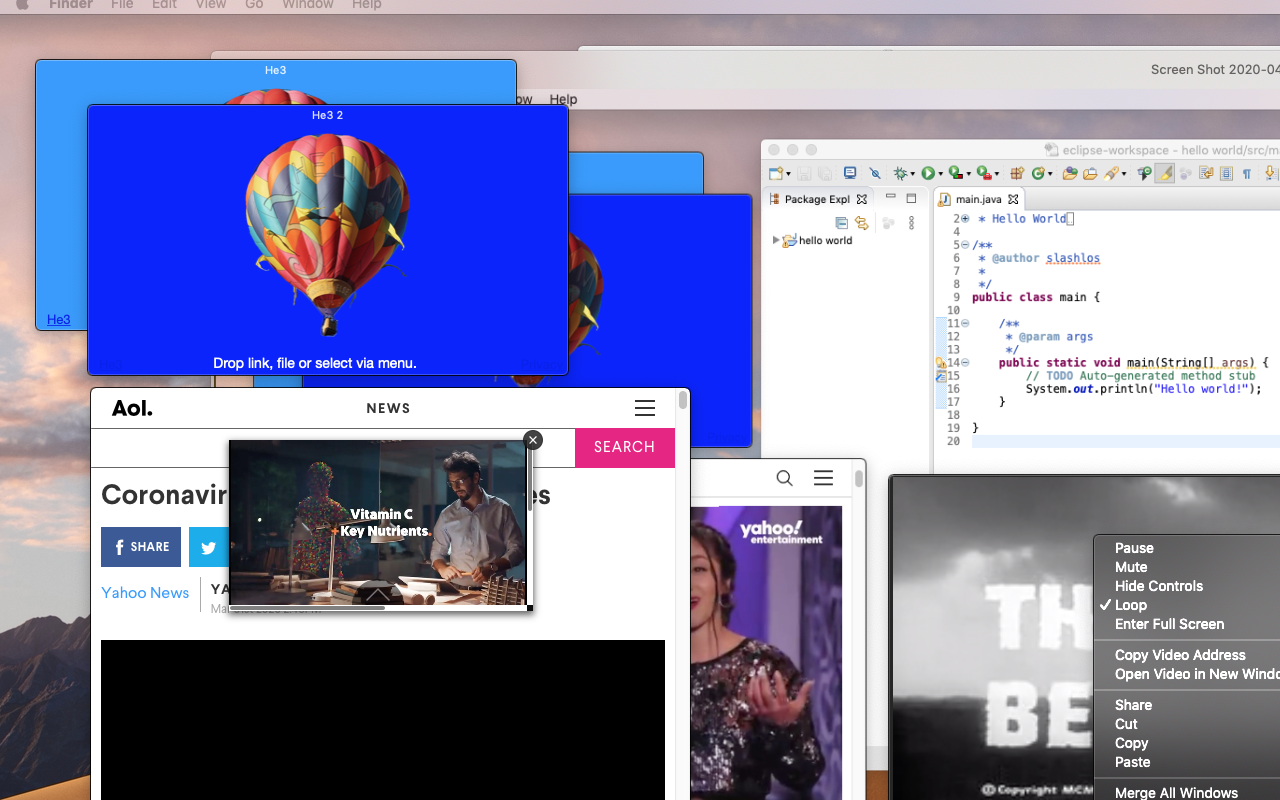 Finder File Edit View Go Window Help
Screen Shot 2020-04
Help
He3
He3 2
He3
Drop link, file or select via menu.
eclipse-workspace - hello world/src/m
Package Expl
main.java
hello world
2 * Hello World
4
5 /**
6 * @author slashlos
7 *
8 */
9 public class main {
10
11 /**
12 * @param args
13 */
14 public static void main(String[] args) {
15 // TODO Auto-generated method stub
16 System.out.println("Hello world!");
17 }
18
19 }
20
Aol.
NEWS
SEARCH
Coronavir
es
SHARE
Yahoo News
YA
Vitamin C
+ Key Nutrients.
yahoo!
entertainment
TH
BE
© Copyright MCM
Pause
Mute
Hide Controls
✓ Loop
Enter Full Screen
Copy Video Address
Open Video in New Windo
Share
Cut
Copy
Paste
Merge All Windows